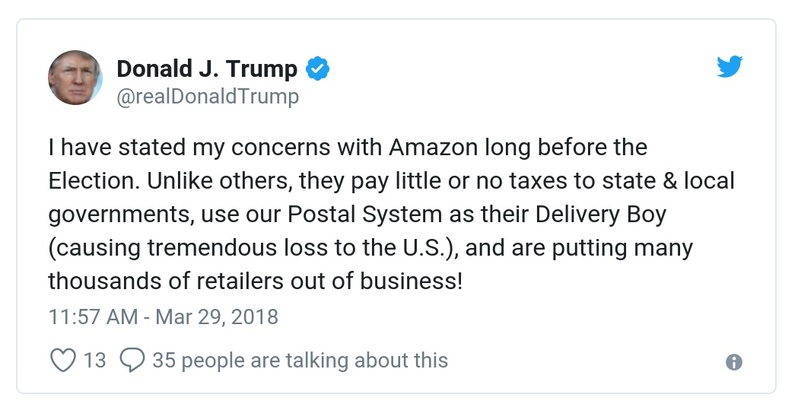 Donald J. Trump
@realDonaldTrump
I have stated my concerns with Amazon long before the
Election. Unlike others, they pay little or no taxes to state & local
governments, use our Postal System as their Delivery Boy
(causing tremendous loss to the U.S.), and are putting many
thousands of retailers out of business!
11:57 AM - Mar 29, 2018
13 35 people are talking about this